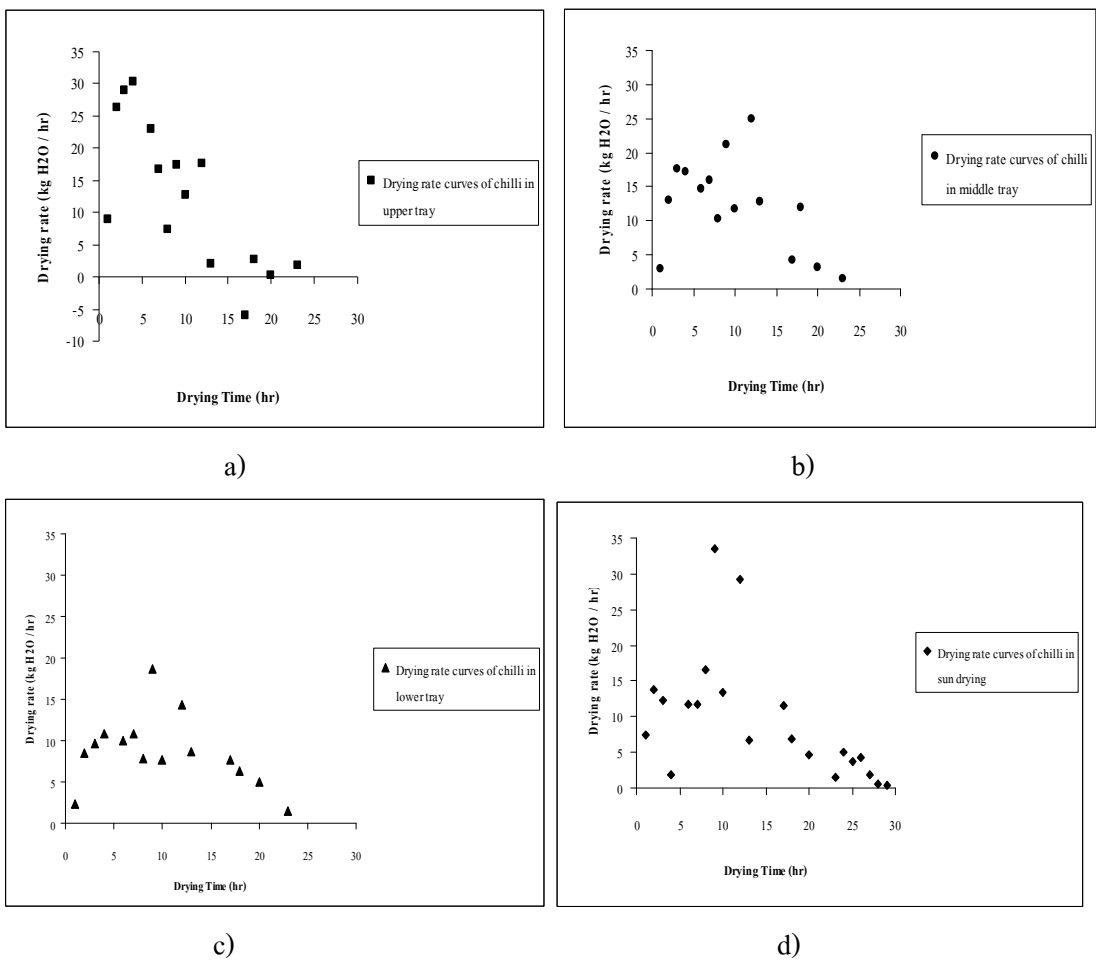 35
30
25
20
15
10
5
0
-5
-10
0 5 10 15 20 25 30
Drying rate (kg H2O / hr)
Drying Time (hr)
Drying rate curves of chilli in
upper tray
a)
35
30
25
20
15
10
5
0
0 5 10 15 20 25 30
Drying rate (kg H2O / hr)
Drying Time (hr)
Drying rate curves of chilli
in middle tray
b)
35
30
25
20
15
10
5
0
0 5 10 15 20 25 30
Drying rate (kg H2O / hr)
Drying Time (hr)
Drying rate curves of chilli in
lower tray
c)
35
30
25
20
15
10
5
0
0 5 10 15 20 25 30
Drying rate (kg H2O / hr)
Drying Time (hr)
Drying rate curves of chilli in
sun drying
d)